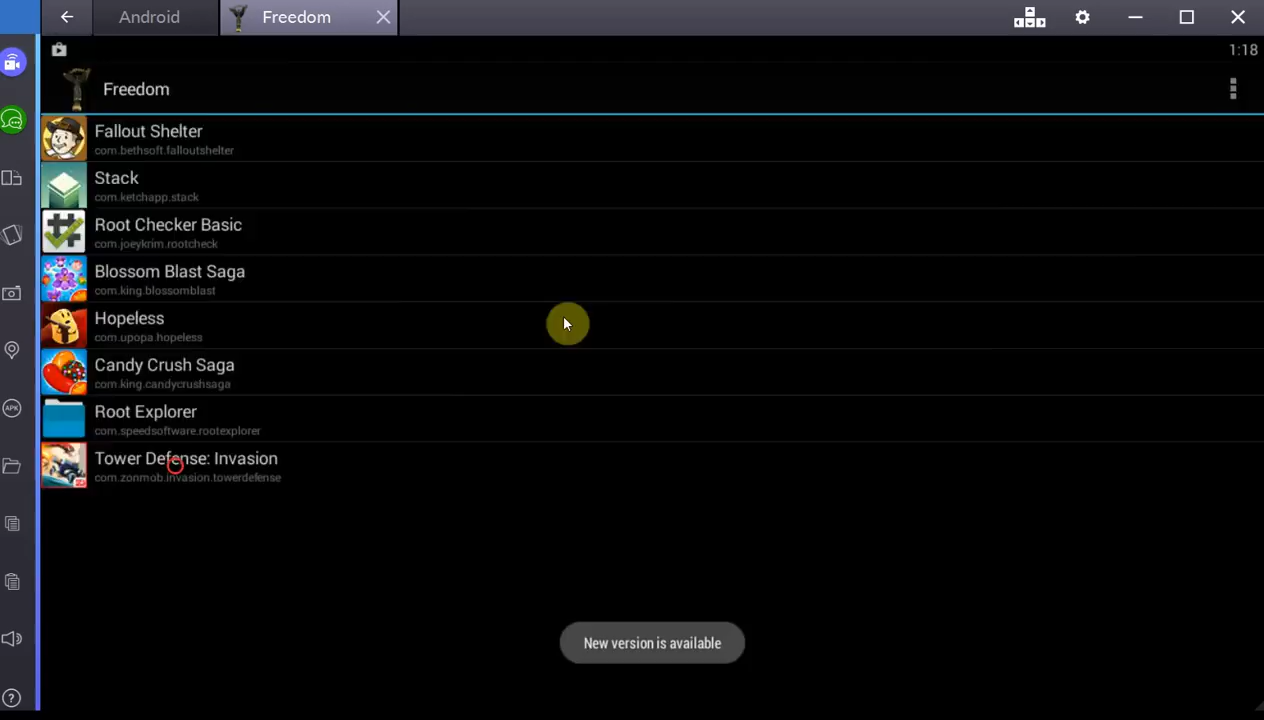 Android
Freedom
1:18
Freedom
Fallout Shelter
com.bethsoft.falloutshelter
Stack
com.ketchapp.stack
Root Checker Basic
com.joeykrim.rootcheck
Blossom Blast Saga
com.king.blossomblast
Hopeless
com.upopa.hopeless
Candy Crush Saga
com.king.candycrushsaga
Root Explorer
com.speedsoftware.rootexplorer
Tower Defense: Invasion
com.zonmob.invasion.towerdefense
New version is available
APK
?